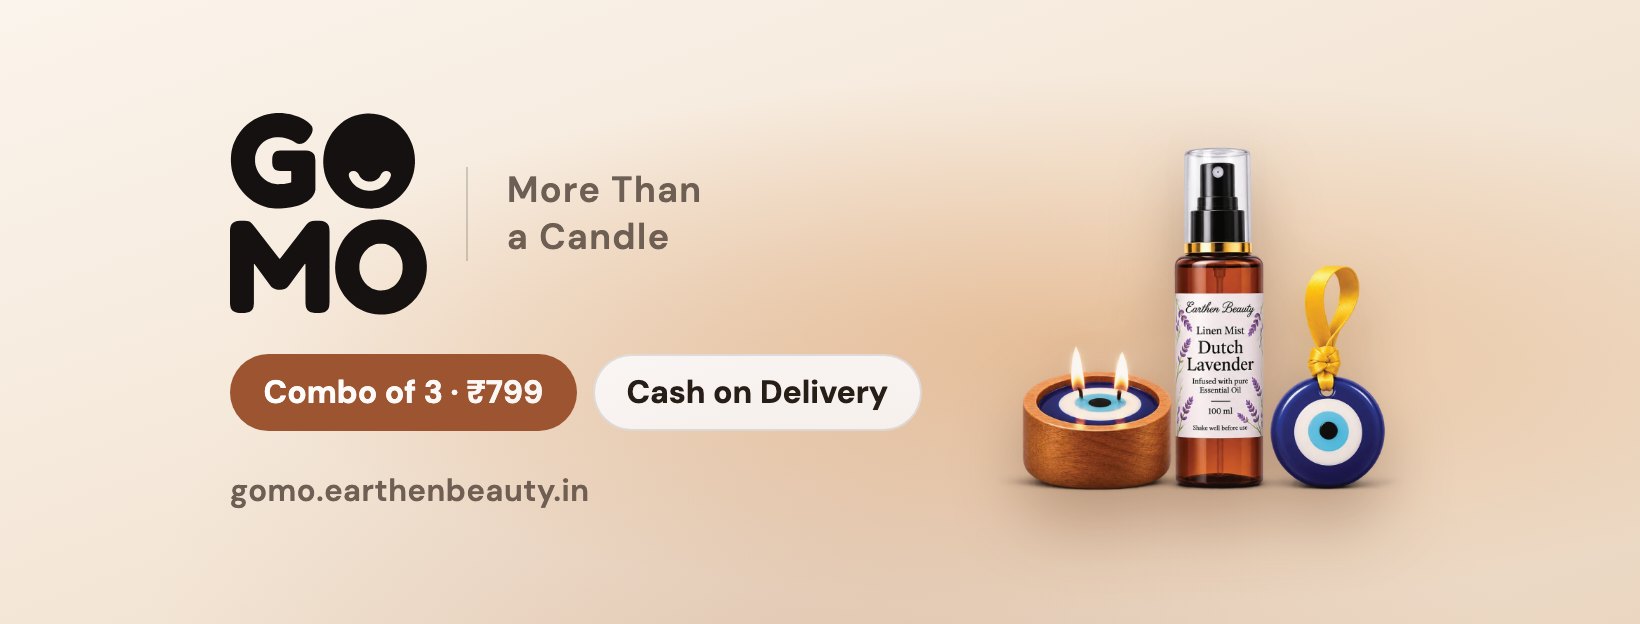 GO
MO
More Than
a Candle
Combo of 3 · ₹799
Cash on Delivery
gomo.earthenbeauty.in
Earthen Beauty
Linen Mist
Dutch
Lavender
Infused with pure
Essential Oil
100 ml
Shake well before use